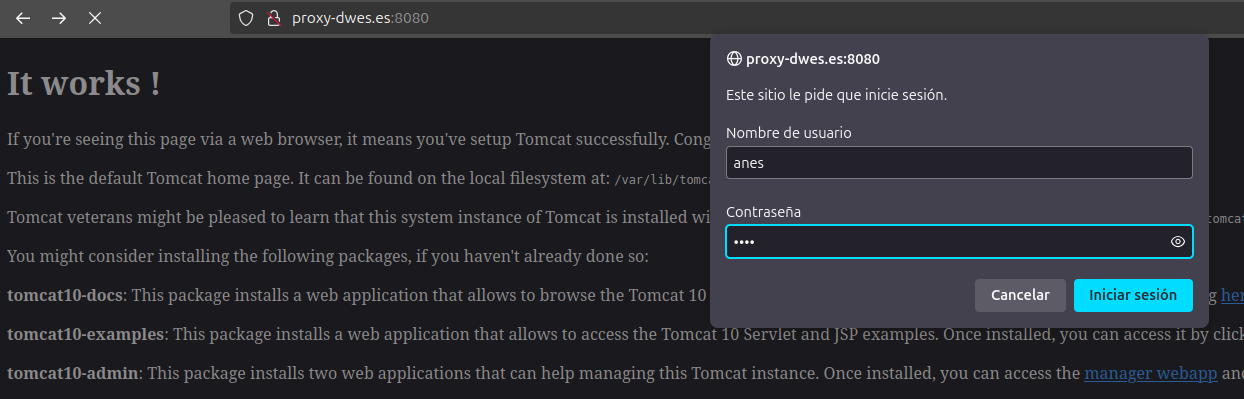 proxy-dwes.es:8080
It works !
proxy-dwes.es:8080
Este sitio le pide que inicie sesión.
Nombre de usuario
anes
Contraseña
••••
Cancelar
Iniciar sesión
If you're seeing this page via a web browser, it means you've setup Tomcat successfully.
This is the default Tomcat home page. It can be found on the local filesystem at:
Tomcat veterans might be pleased to learn that this system instance of Tomcat is installed
You might consider installing the following packages, if you haven't already done so:
tomcat10-docs: This package installs a web application that allows to browse the Tomcat 10
tomcat10-examples: This package installs a web application that allows to access the Tomcat 10 Servlet and JSP examples. Once installed, you can access it by
tomcat10-admin: This package installs two web applications that can help managing this Tomcat instance. Once installed, you can access the manager webapp and